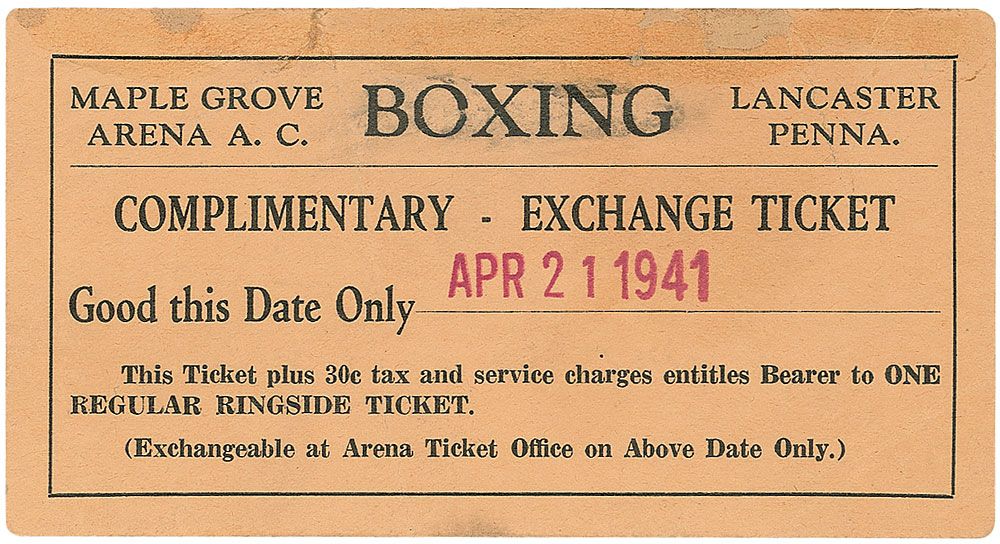 MAPLE GROVE ARENA A. C.
BOXING
LANCASTER PENNA.
COMPLIMENTARY - EXCHANGE TICKET
Good this Date Only APR 21 1941
This Ticket plus 30c tax and service charges entitles Bearer to ONE
REGULAR RINGSIDE TICKET.
(Exchangeable at Arena Ticket Office on Above Date Only.)